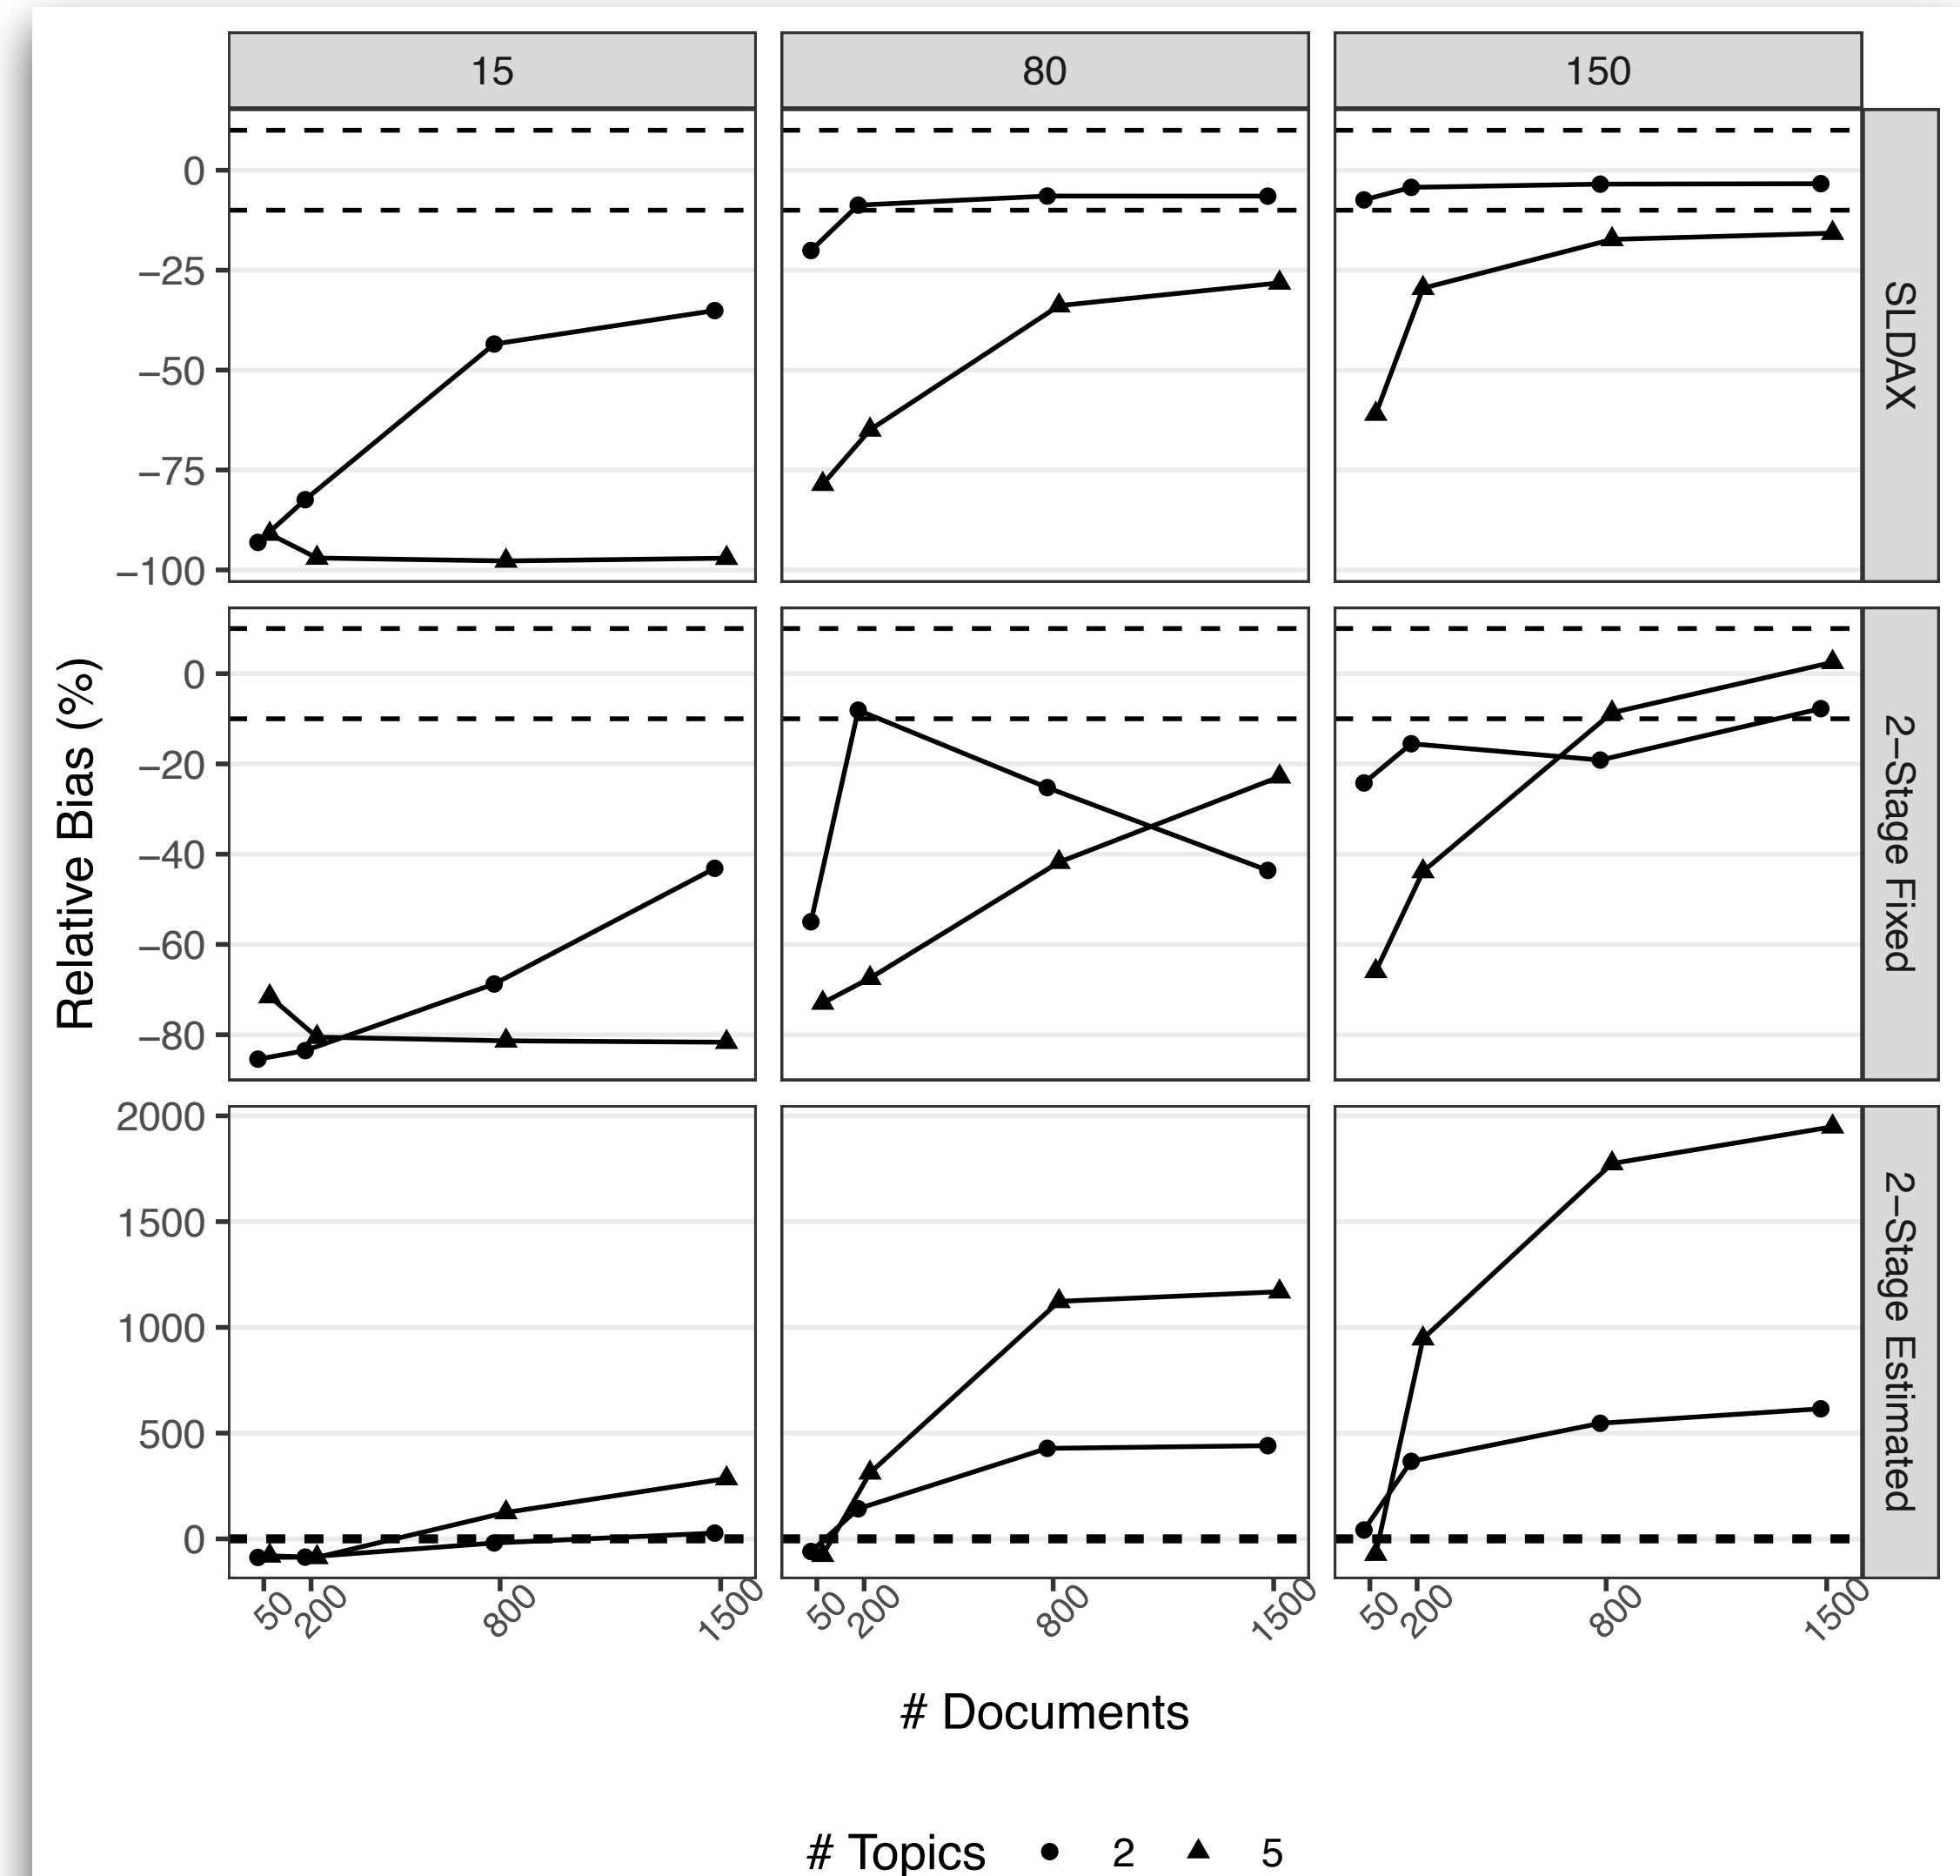 15 80 150
0
−25
−50
−75
−100
SLDAX
0
−20
−40
−60
−80
2−Stage Fixed
2000
1500
1000
500
0
2−Stage Estimated
Relative Bias (%)
50 200 800 1500 50 200 800 1500 50 200 800 1500
# Documents
# Topics 2 5